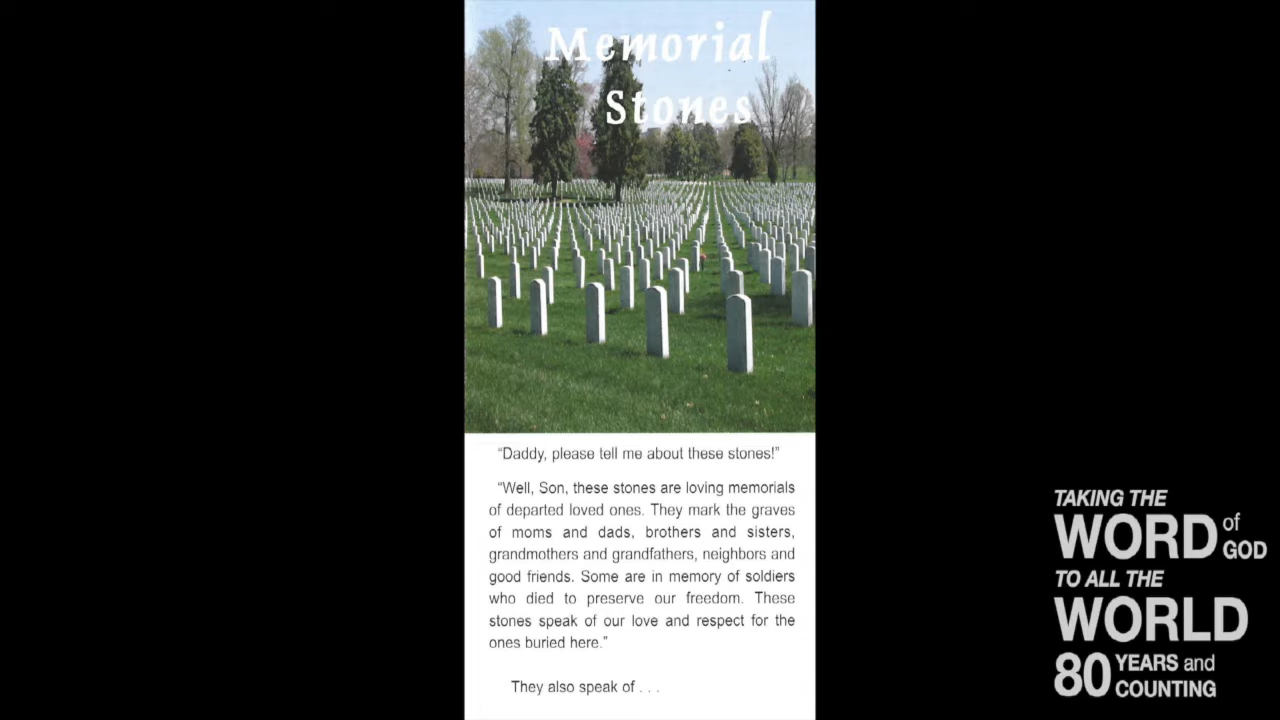 Memorial
Stones
“Daddy, please tell me about these stones!”
“Well, Son, these stones are loving memorials
of departed loved ones. They mark the graves
of moms and dads, brothers and sisters,
grandmothers and grandfathers, neighbors and
good friends. Some are in memory of soldiers
who died to preserve our freedom. These
stones speak of our love and respect for the
ones buried here.”
They also speak of . . .
TAKING THE
WORD of GOD
TO ALL THE
WORLD
80 YEARS and
COUNTING